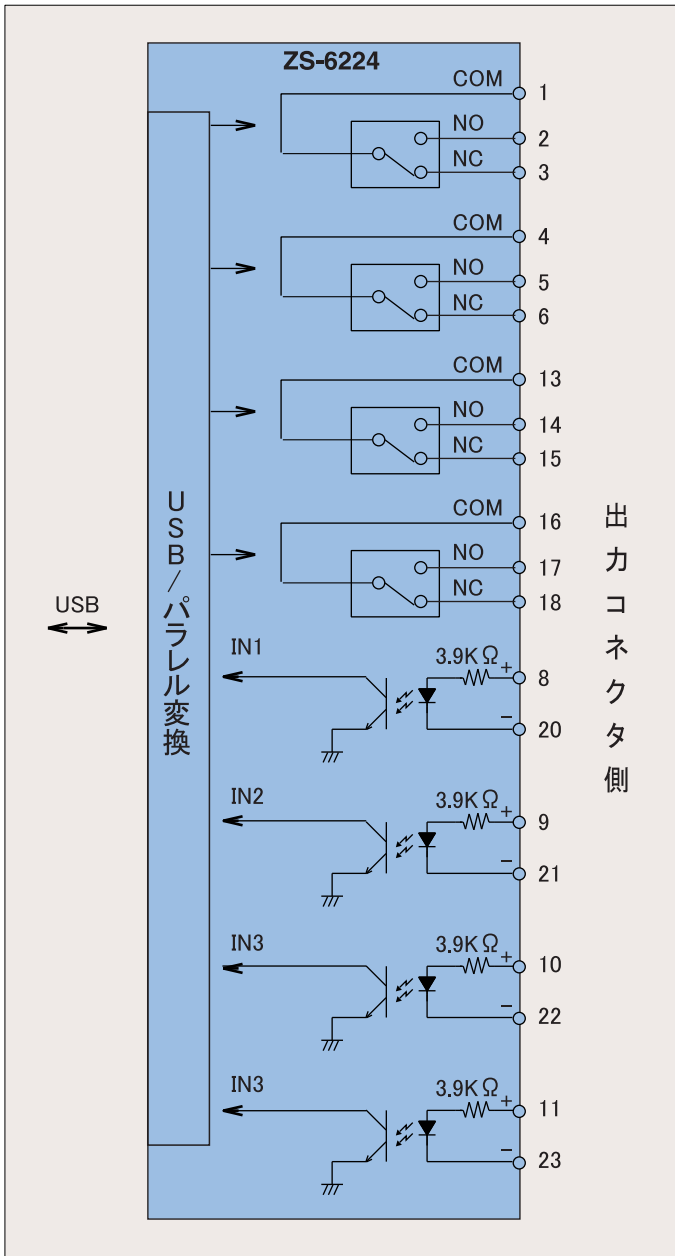 ZS-6224
COM 1
NO 2
NC 3
COM 4
NO 5
NC 6
COM 13
NO 14
NC 15
COM 16
NO 17
NC 18
USB
USB/パラレル変換
出力コネクタ側
IN1 3.9KΩ + 8
− 20
IN2 3.9KΩ + 9
− 21
IN3 3.9KΩ + 10
− 22
IN3 3.9KΩ + 11
− 23